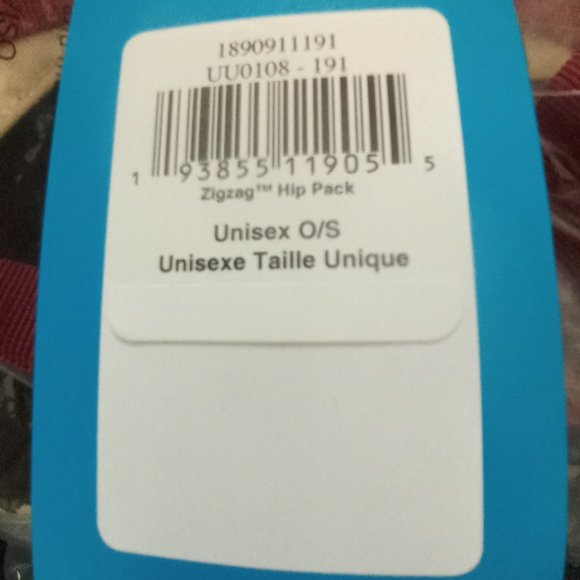 1890911191
UU0108 - 191
1 93855 11905 5
Zigzag™ Hip Pack
Unisex O/S
Unisexe Taille Unique